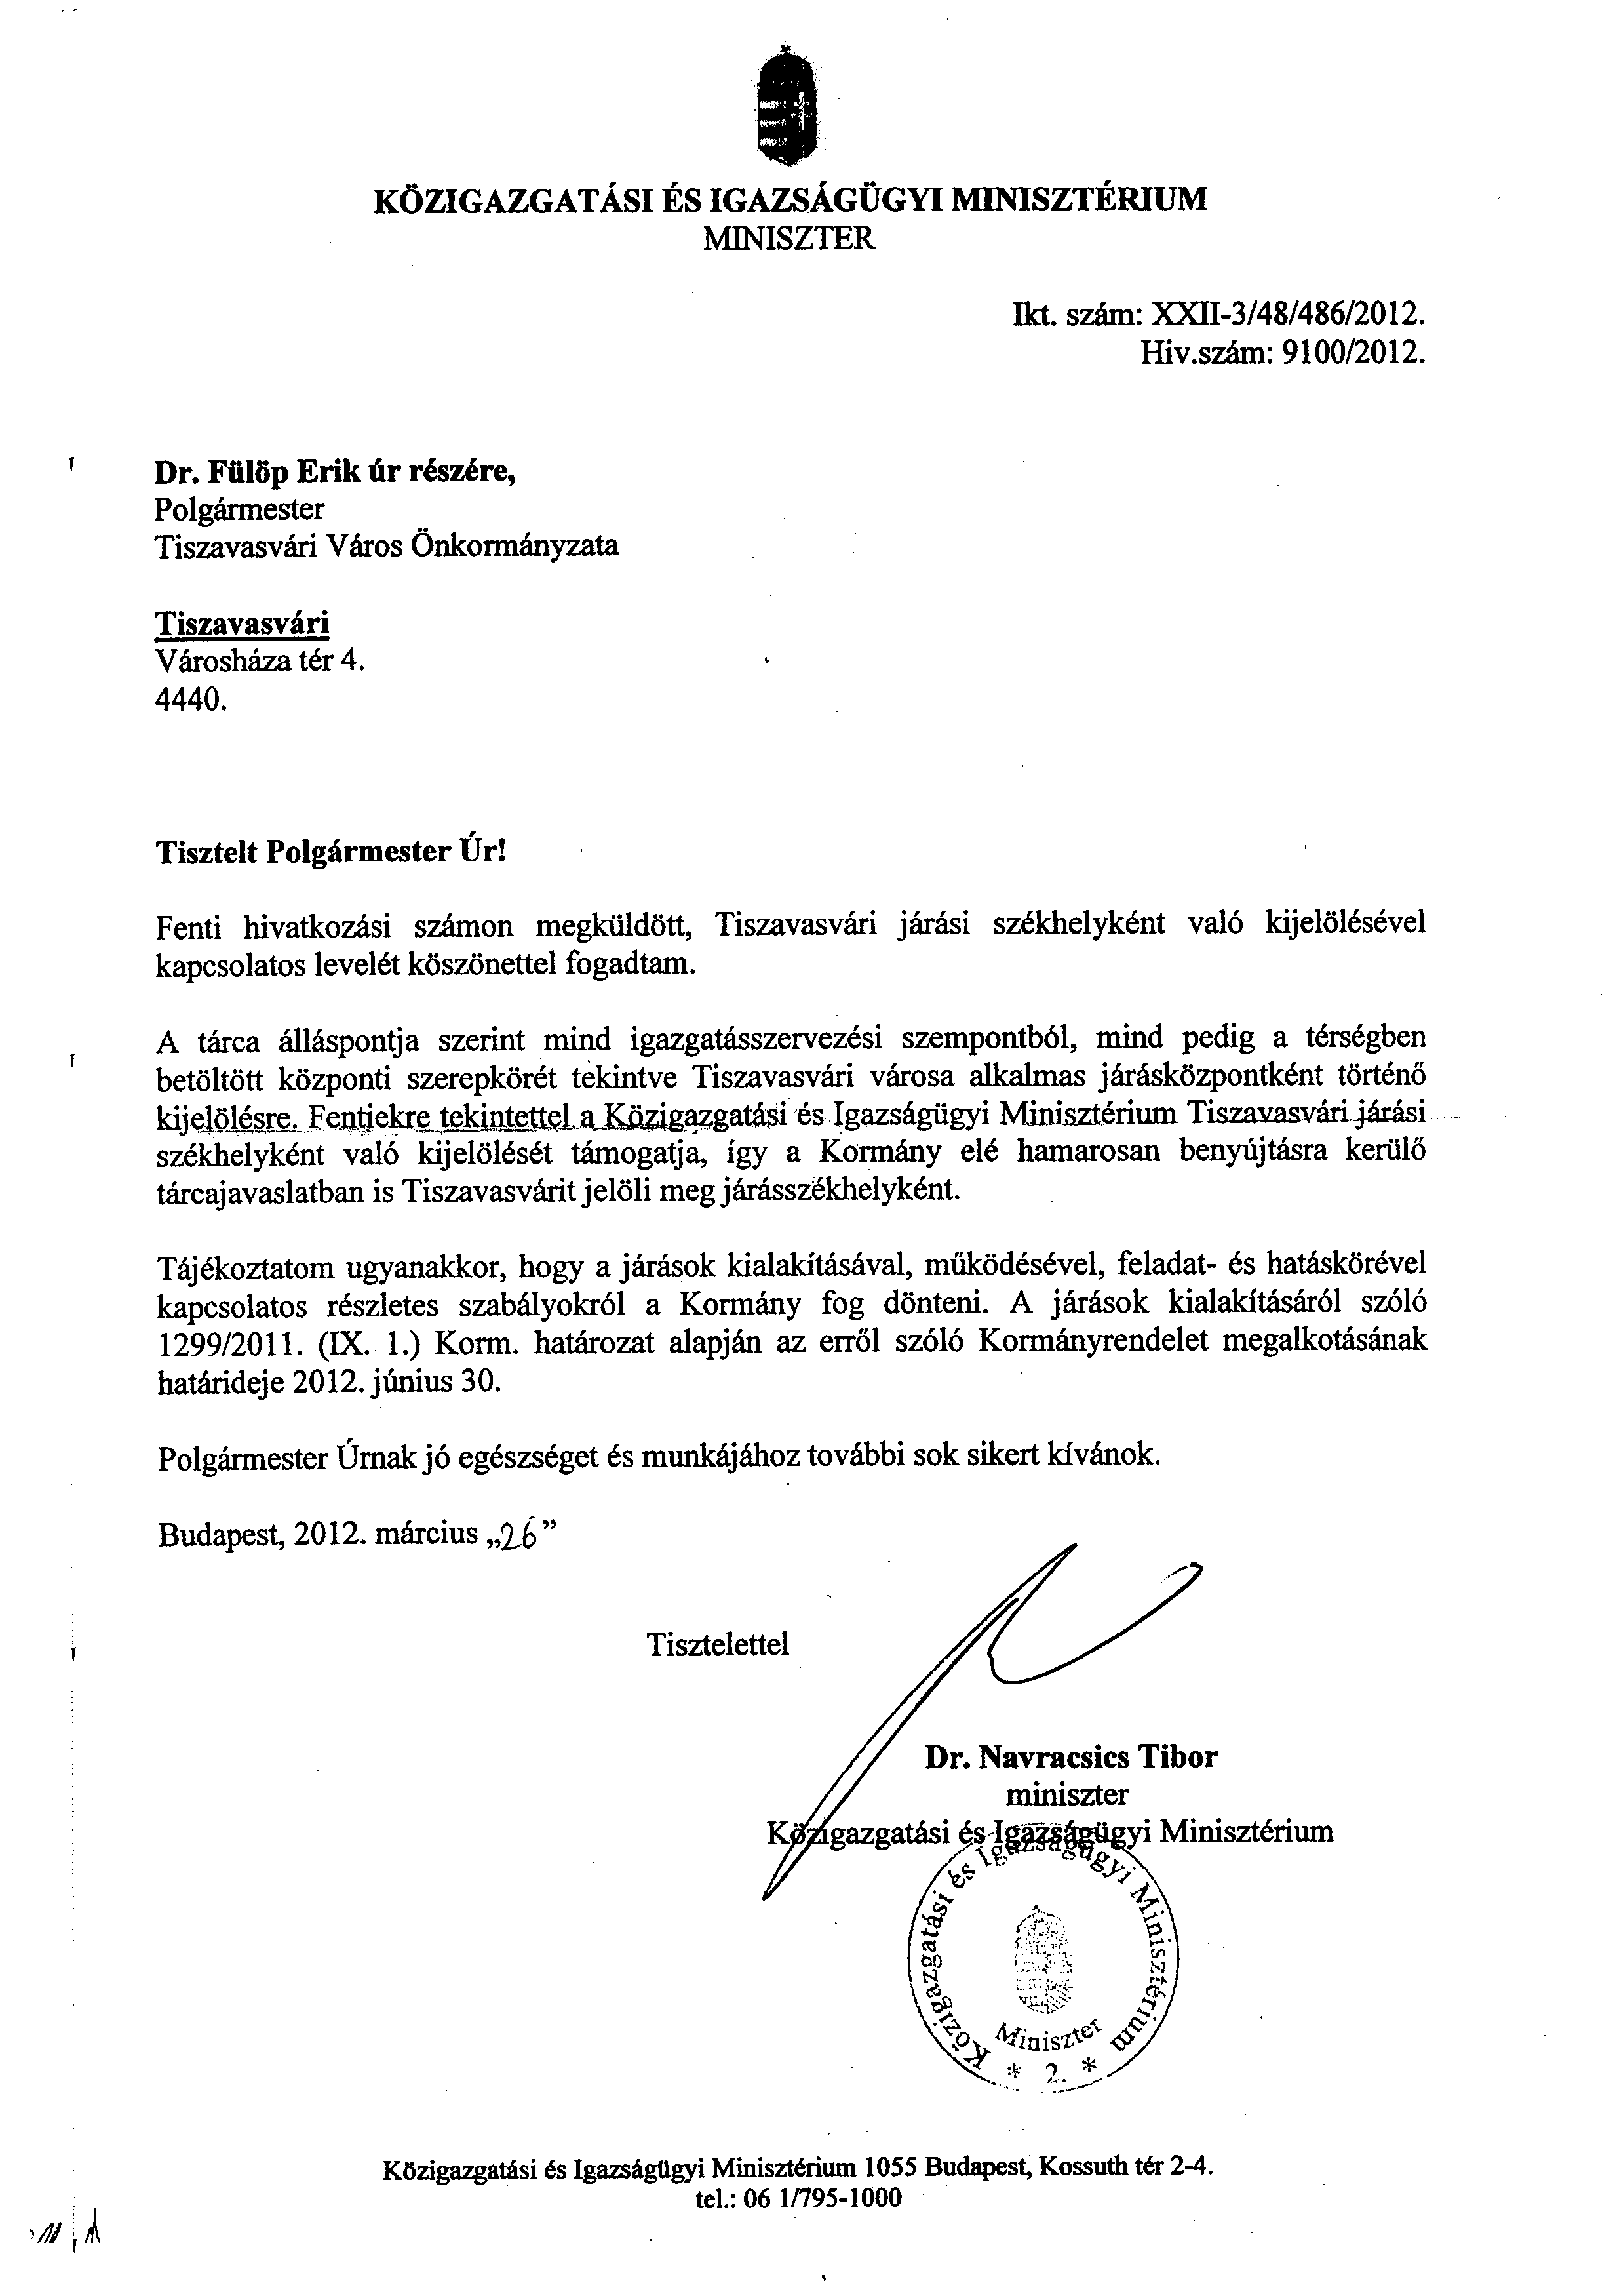 KÖZIGAZGATÁSI ÉS IGAZSÁGÜGYI MINISZTÉRIUM
MINISZTER
Ikt. szám: XXII-3/48/486/2012.
Hiv.szám: 9100/2012.
Dr. Fülöp Erik úr részére,
Polgármester
Tiszavasvári Város Önkormányzata
Tiszavasvári
Városháza tér 4.
4440.
Tisztelt Polgármester Úr!
Fenti hivatkozási számon megküldött, Tiszavasvári járási székhelyként való kijelölésével
kapcsolatos levelét köszönettel fogadtam.
A tárca álláspontja szerint mind igazgatásszervezési szempontból, mind pedig a térségben
betöltött központi szerepkörét tekintve Tiszavasvári városa alkalmas járásközpontként történő
kijelölésre. Fentiekre tekintettel a Közigazgatási és Igazságügyi Minisztérium Tiszavasvári járási
székhelyként való kijelölését támogatja, így a Kormány elé hamarosan benyújtásra kerülő
tárcajavaslatban is Tiszavasvárit jelöli meg járásszékhelyként.
Tájékoztatom ugyanakkor, hogy a járások kialakításával, működésével, feladat- és hatáskörével
kapcsolatos részletes szabályokról a Kormány fog dönteni. A járások kialakításáról szóló
1299/2011. (IX. 1.) Korm. határozat alapján az erről szóló Kormányrendelet megalkotásának
határideje 2012. június 30.
Polgármester Úrnak jó egészséget és munkájához további sok sikert kívánok.
Budapest, 2012. március „26”
Tisztelettel
Dr. Navracsics Tibor
miniszter
Közigazgatási és Igazságügyi Minisztérium
Közigazgatási és Igazságügyi Minisztérium
Miniszter
* 2. *
Közigazgatási és Igazságügyi Minisztérium 1055 Budapest, Kossuth tér 2-4.
tel.: 06 1/795-1000